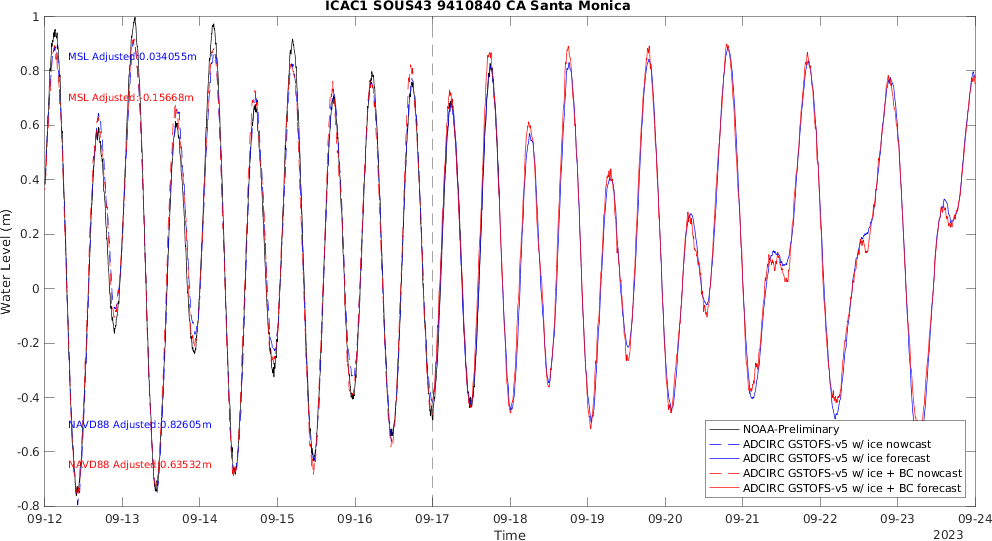 ICAC1 SOUS43 9410840 CA Santa Monica
1
0.8
0.6
0.4
0.2
0
-0.2
-0.4
-0.6
-0.8
Water Level (m)
MSL Adjusted:0.034055m
MSL Adjusted:-0.15668m
NAVD88 Adjusted:0.82605m
NAVD88 Adjusted:0.63532m
NOAA-Preliminary
ADCIRC GSTOFS-v5 w/ ice nowcast
ADCIRC GSTOFS-v5 w/ ice forecast
ADCIRC GSTOFS-v5 w/ ice + BC nowcast
ADCIRC GSTOFS-v5 w/ ice + BC forecast
09-12 09-13 09-14 09-15 09-16 09-17 09-18 09-19 09-20 09-21 09-22 09-23 09-24
Time
2023